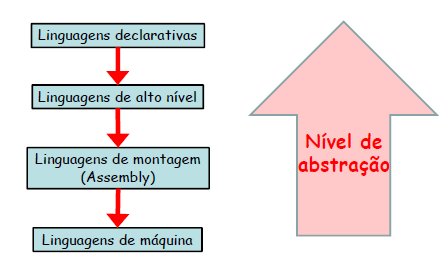 Linguagens declarativas
Linguagens de alto nível
Linguagens de montagem
(Assembly)
Linguagens de máquina
Nível de
abstração